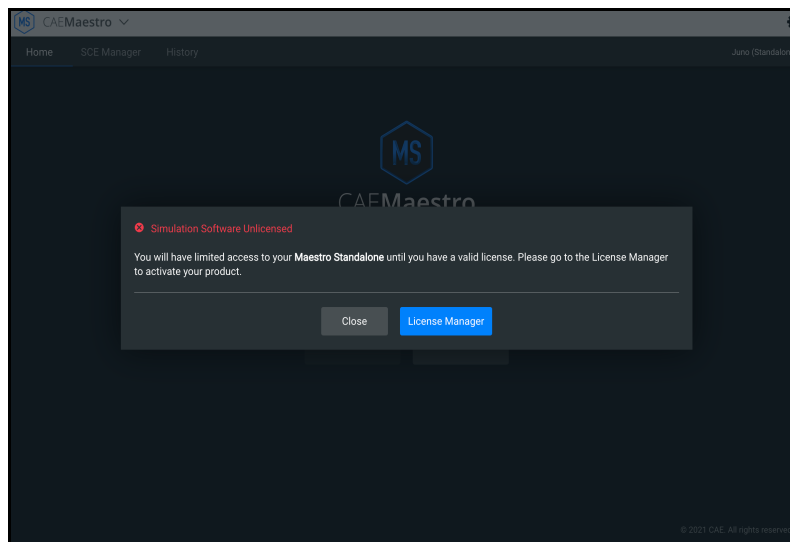 MS CAEMaestro
Home SCE Manager History Juno (Standalon
MS
CAEMaestro
Simulation Software Unlicensed
You will have limited access to your Maestro Standalone until you have a valid license. Please go to the License Manager
to activate your product.
Close License Manager
© 2021 CAE. All rights reserve